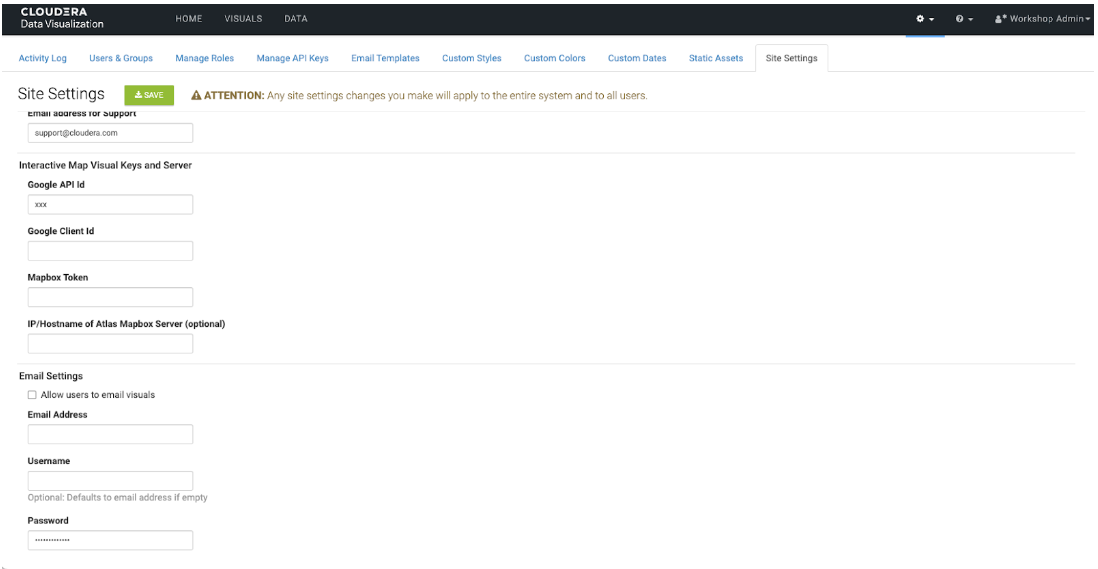 CLOUDERA
Data Visualization
HOME VISUALS DATA
Workshop Admin
Activity Log Users & Groups Manage Roles Manage API Keys Email Templates Custom Styles Custom Colors Custom Dates Static Assets Site Settings
Site Settings SAVE ATTENTION: Any site settings changes you make will apply to the entire system and to all users.
Email address for Support
support@cloudera.com
Interactive Map Visual Keys and Server
Google API Id
xxx
Google Client Id
Mapbox Token
IP/Hostname of Atlas Mapbox Server (optional)
Email Settings
Allow users to email visuals
Email Address
Username
Optional: Defaults to email address if empty
Password
•••••••••••••